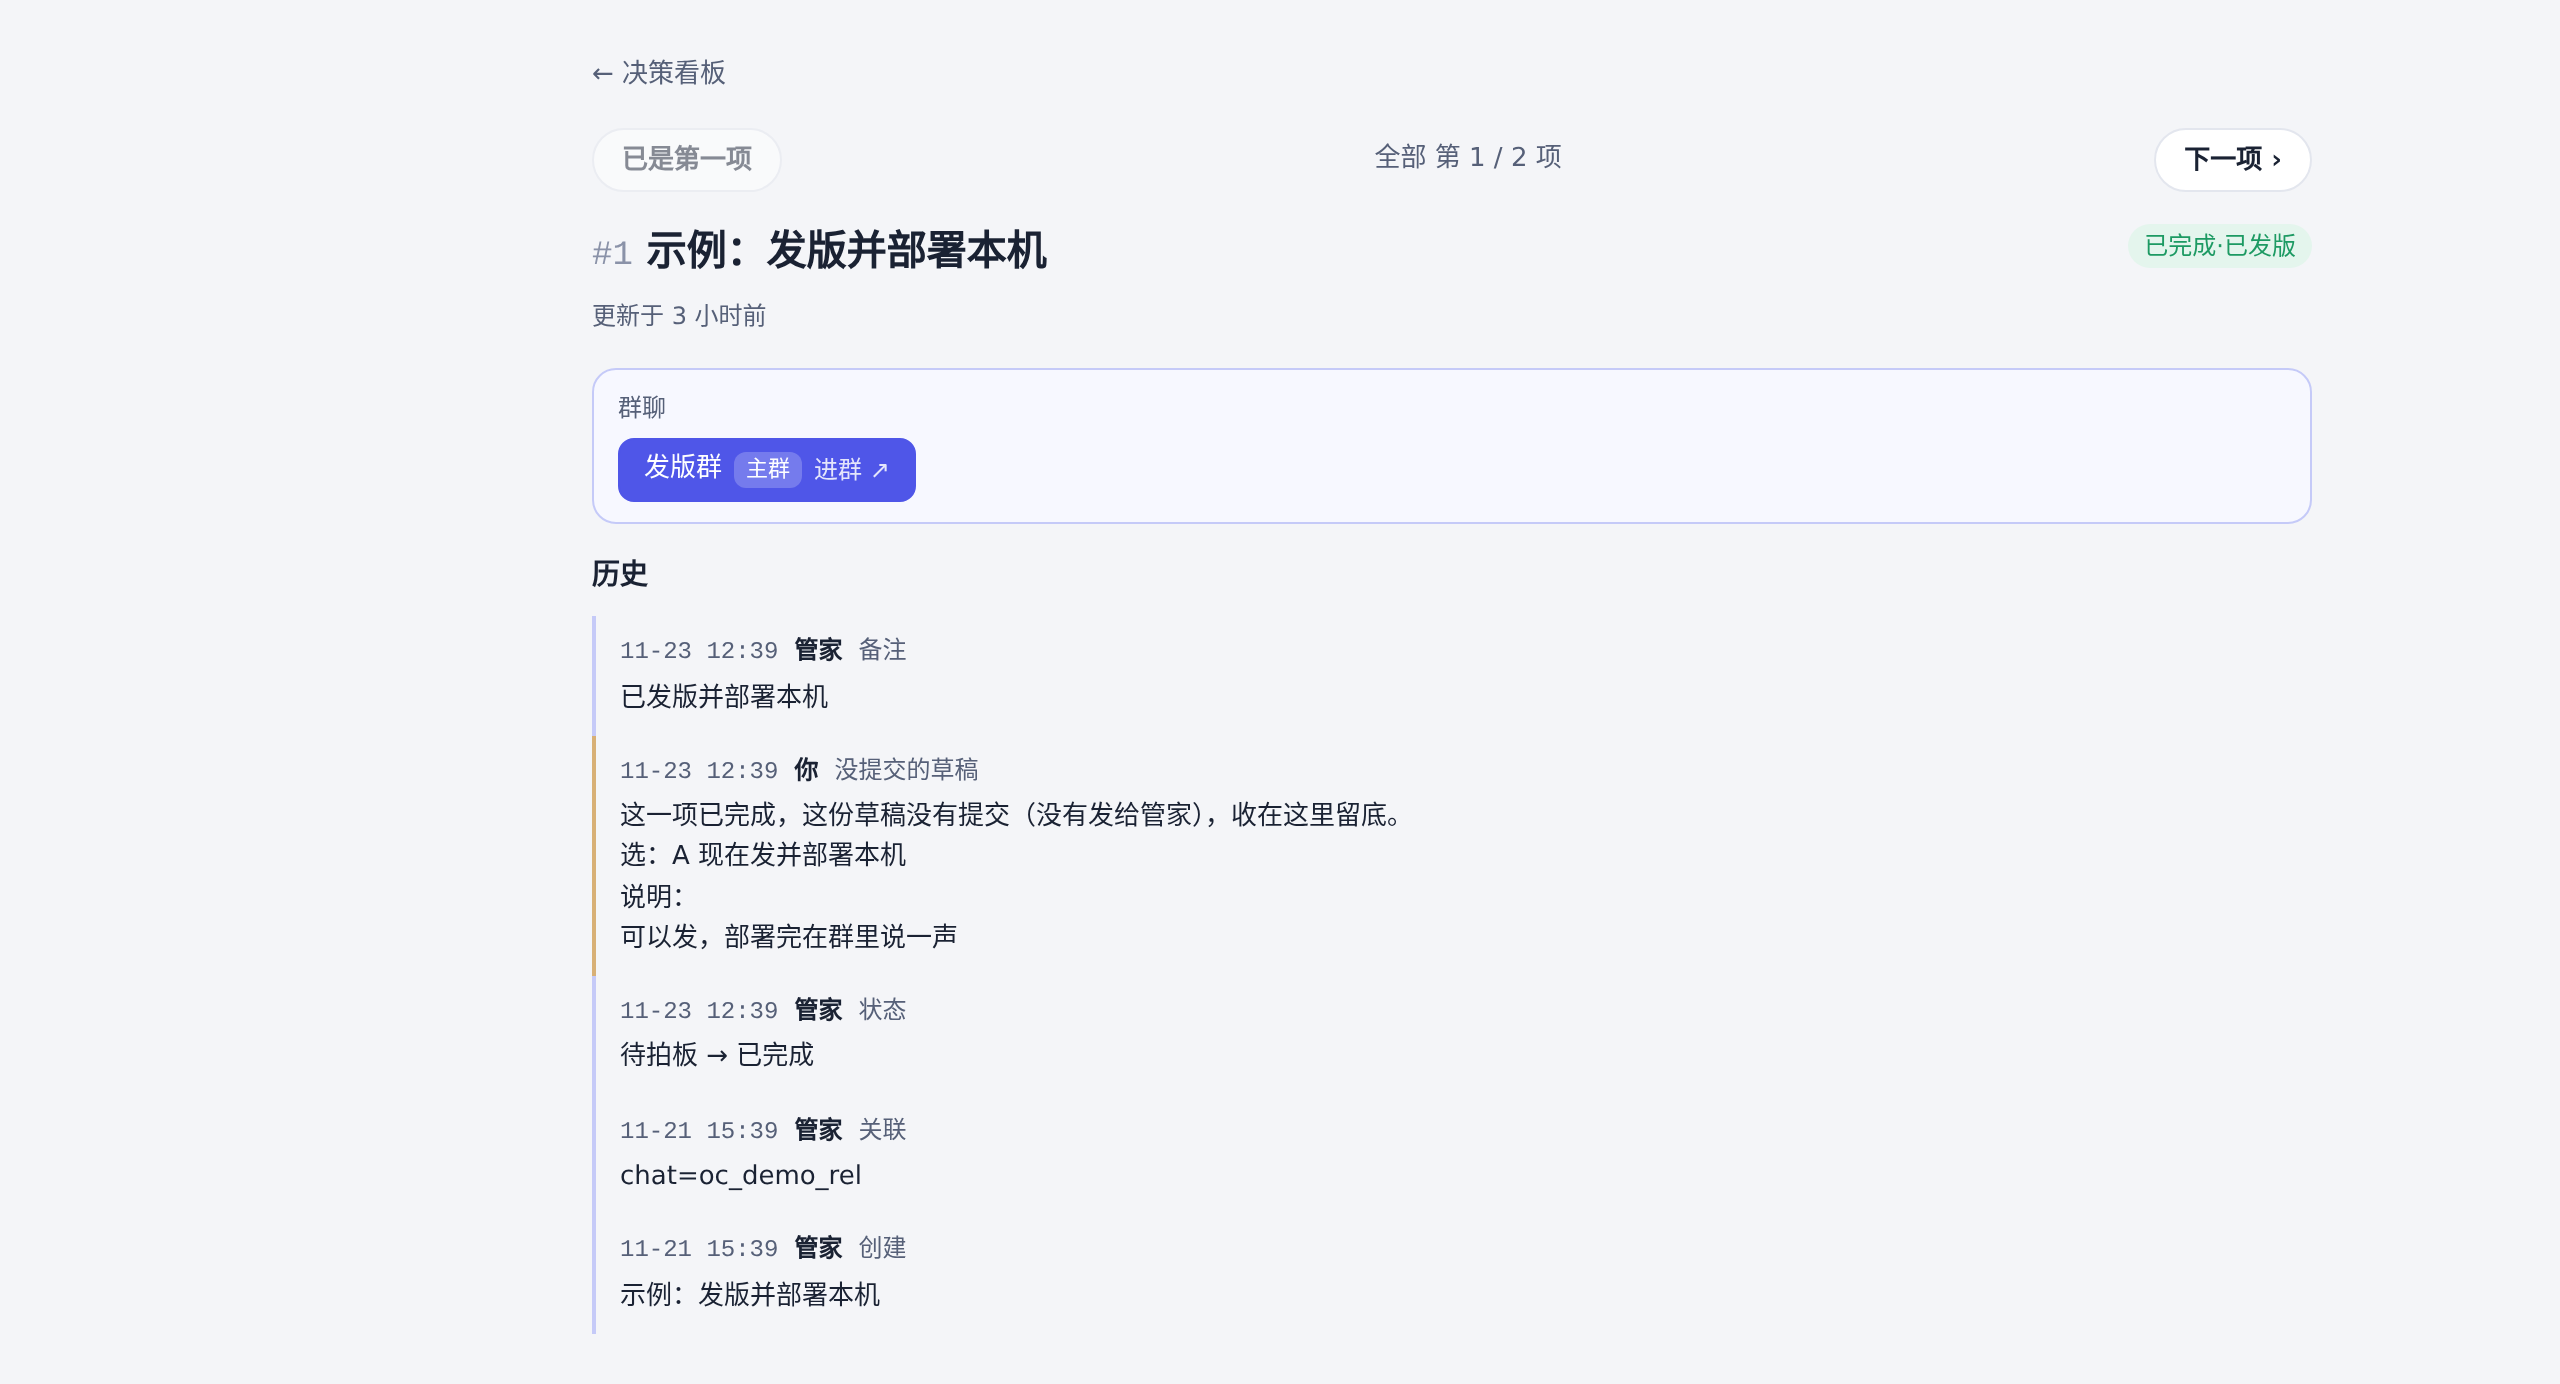 ← 决策看板
已是第一项
全部 第 1 / 2 项
下一项 ›
#1 示例：发版并部署本机
已完成·已发版
更新于 3 小时前
群聊
发版群 主群 进群 ↗
历史
11-23 12:39 管家 备注
已发版并部署本机
11-23 12:39 你 没提交的草稿
这一项已完成，这份草稿没有提交（没有发给管家），收在这里留底。
选：A 现在发并部署本机
说明：
可以发，部署完在群里说一声
11-23 12:39 管家 状态
待拍板 → 已完成
11-21 15:39 管家 关联
chat=oc_demo_rel
11-21 15:39 管家 创建
示例：发版并部署本机